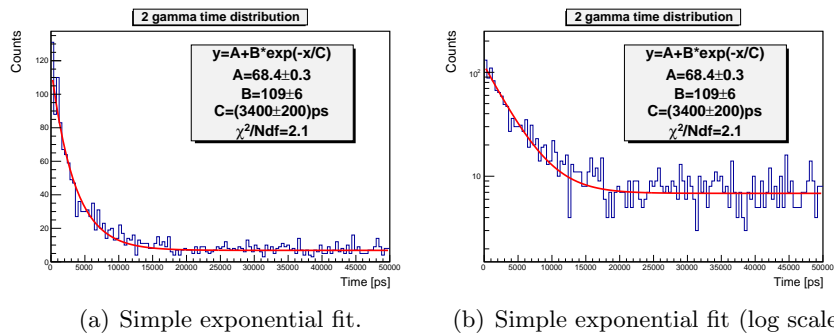 2 gamma time distribution
Counts
y=A+B*exp(-x/C)
A=68.4±0.3
B=109±6
C=(3400±200)ps
χ²/Ndf=2.1
120
100
80
60
40
20
0
0 5000 10000 15000 20000 25000 30000 35000 40000 45000 50000
Time [ps]
(a) Simple exponential fit.
2 gamma time distribution
Counts
y=A+B*exp(-x/C)
A=68.4±0.3
B=109±6
C=(3400±200)ps
χ²/Ndf=2.1
10²
10
0 5000 10000 15000 20000 25000 30000 35000 40000 45000 50000
Time [ps]
(b) Simple exponential fit (log scale